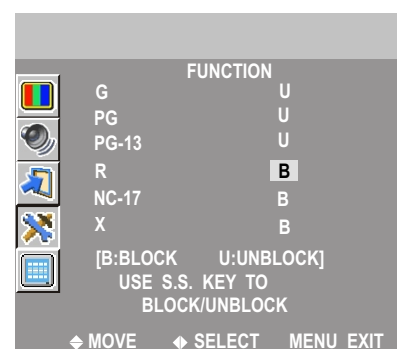 FUNCTION
G U
PG U
PG-13 U
R B
NC-17 B
X B
[B:BLOCK U:UNBLOCK]
USE S.S. KEY TO
BLOCK/UNBLOCK
MOVE SELECT MENU EXIT